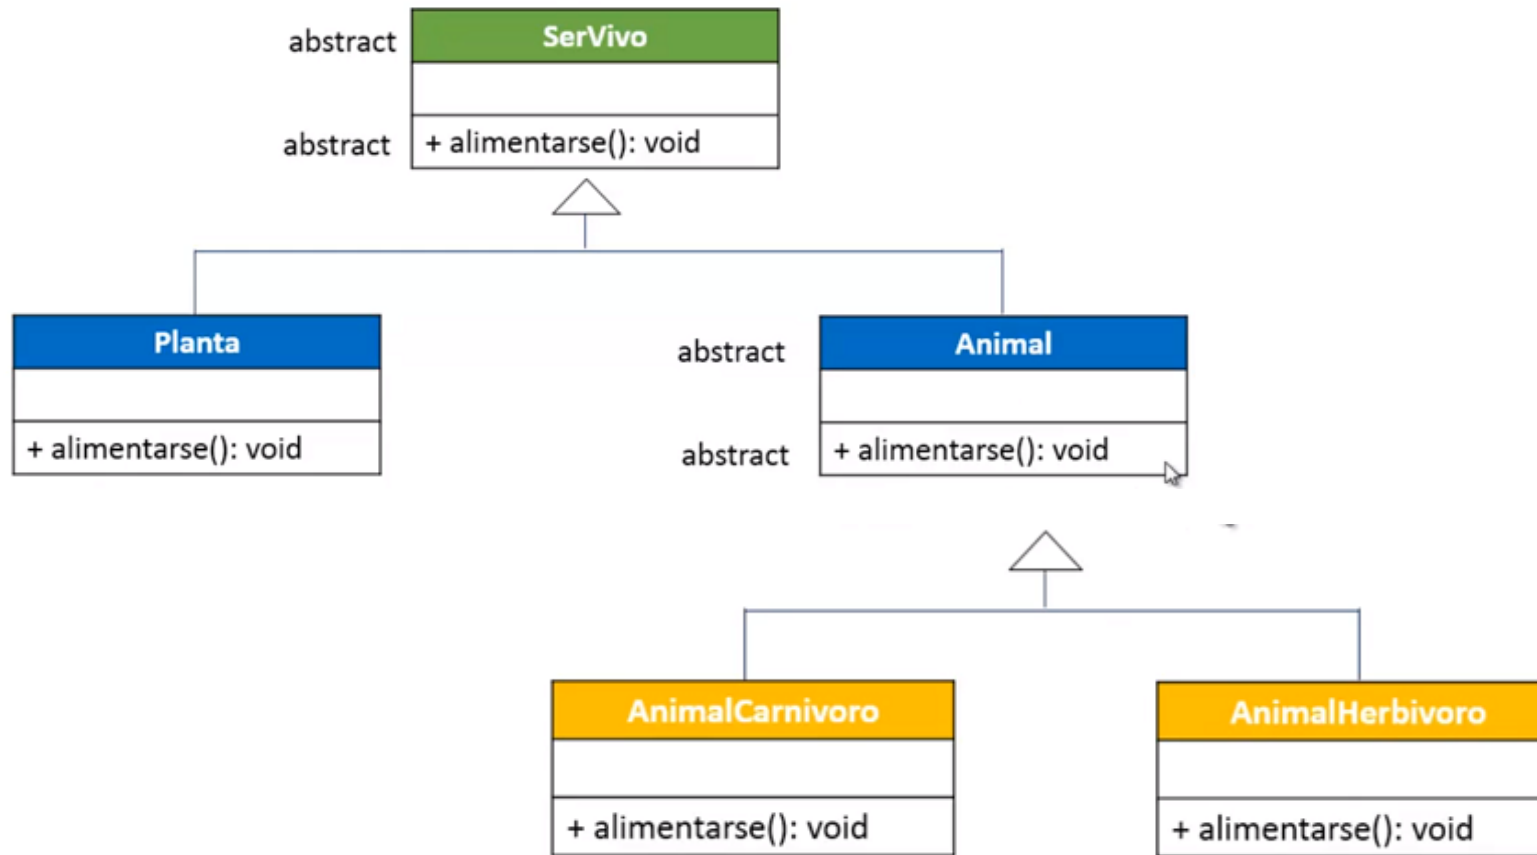 abstract
SerVivo
abstract
+ alimentarse(): void
Planta
+ alimentarse(): void
abstract
Animal
abstract
+ alimentarse(): void
AnimalCarnivoro
+ alimentarse(): void
AnimalHerbivoro
+ alimentarse(): void